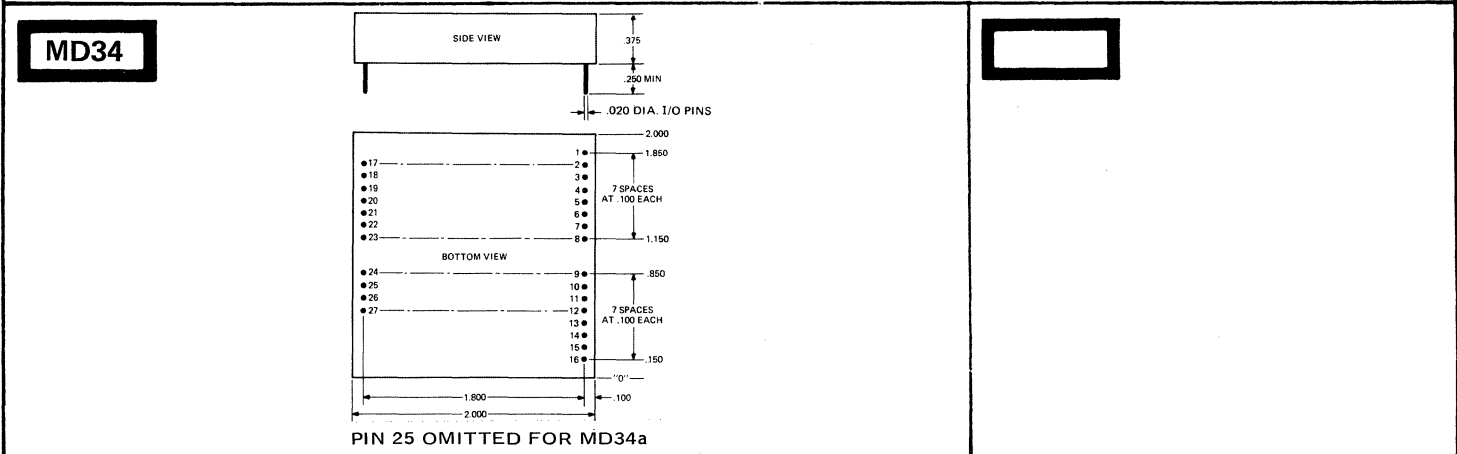 MD34
SIDE VIEW
.375
.250 MIN
.020 DIA. I/O PINS
2.000
1 1.850
17 2
18 3
19 4 7 SPACES
20 5 AT .100 EACH
21 6
22 7
23 8 1.150
BOTTOM VIEW
24 9 .850
25 10
26 11
27 12 7 SPACES
13 AT .100 EACH
14
15
16 .150
"0"
1.800 .100
2.000
PIN 25 OMITTED FOR MD34a